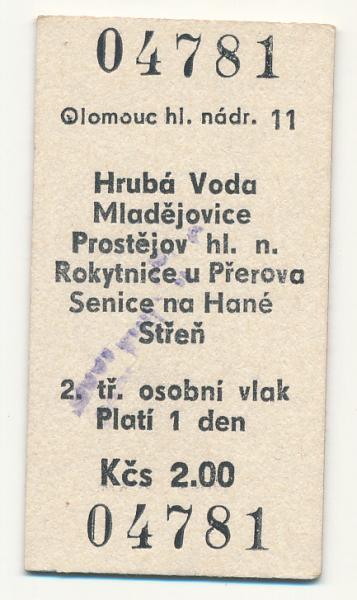 04781
Olomouc hl. nádr. 11
Hrubá Voda
Mladějovice
Prostějov hl. n.
Rokytnice u Přerova
Senice na Hané
Střeň
2. tř. osobní vlak
Platí 1 den
Kčs 2.00
04781